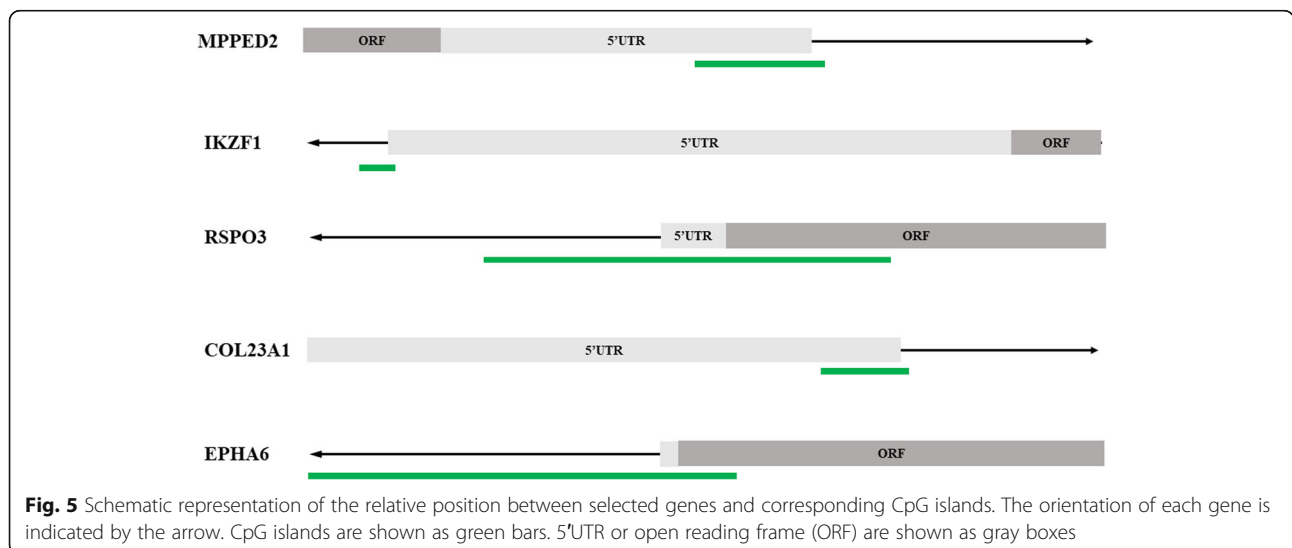 MPPED2 ORF 5'UTR
IKZF1 5'UTR ORF
RSPO3 5'UTR ORF
COL23A1 5'UTR
EPHA6 ORF
Fig. 5 Schematic representation of the relative position between selected genes and corresponding CpG islands. The orientation of each gene is
indicated by the arrow. CpG islands are shown as green bars. 5′UTR or open reading frame (ORF) are shown as gray boxes